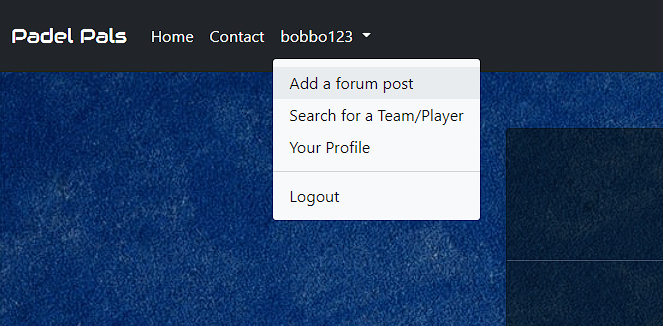 Padel Pals Home Contact bobbo123
Add a forum post
Search for a Team/Player
Your Profile
Logout